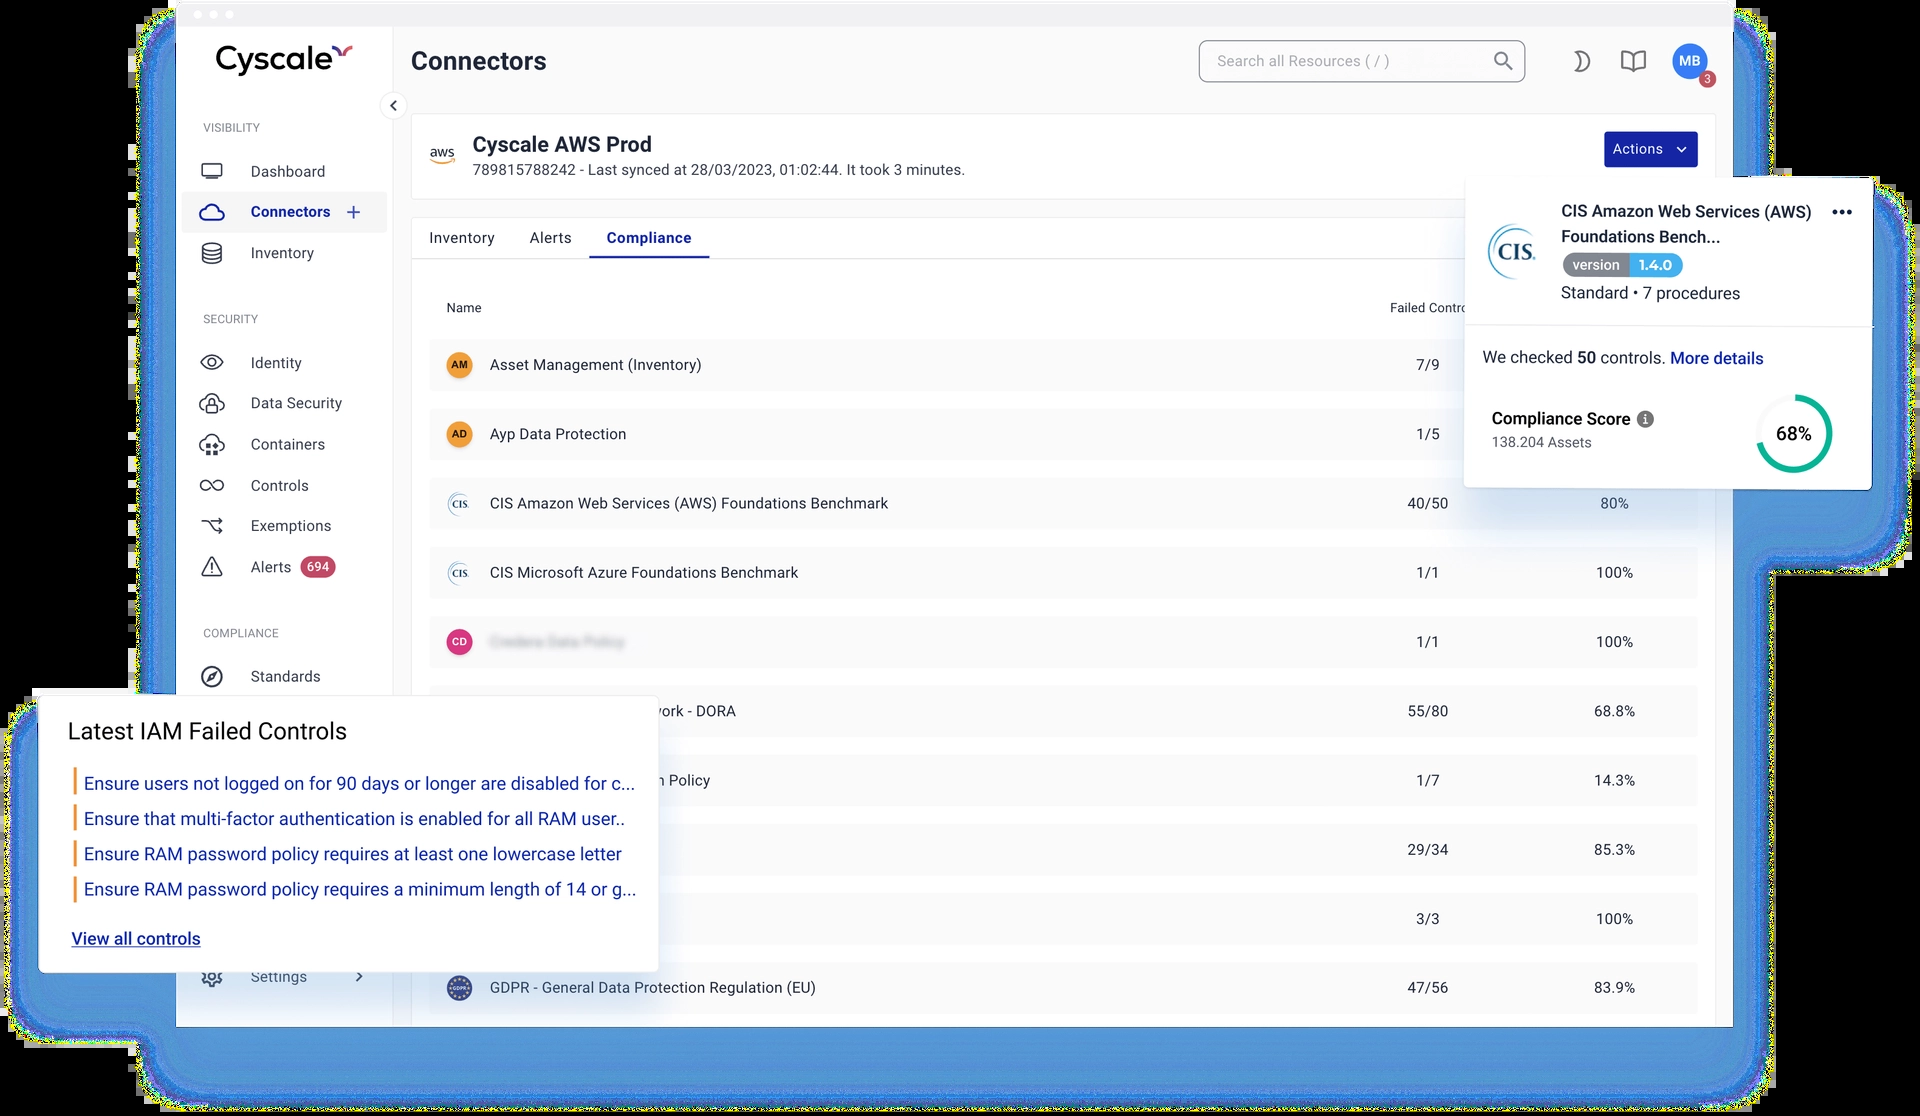 Cyscale
Connectors
Search all Resources ( / )
MB
3
VISIBILITY
Dashboard
Connectors +
Inventory
SECURITY
Identity
Data Security
Containers
Controls
Exemptions
Alerts 694
COMPLIANCE
Standards
Settings
aws
Cyscale AWS Prod
789815788242 - Last synced at 28/03/2023, 01:02:44. It took 3 minutes.
Actions
Inventory Alerts Compliance
Name Failed Contro
AM Asset Management (Inventory) 7/9
AD Ayp Data Protection 1/5
CIS. CIS Amazon Web Services (AWS) Foundations Benchmark 40/50 80%
CIS. CIS Microsoft Azure Foundations Benchmark 1/1 100%
CD Credera Data Policy 1/1 100%
ork - DORA 55/80 68.8%
n Policy 1/7 14.3%
29/34 85.3%
3/3 100%
GDPR GDPR - General Data Protection Regulation (EU) 47/56 83.9%
CIS.
CIS Amazon Web Services (AWS)
Foundations Bench...
version 1.4.0
Standard • 7 procedures
We checked 50 controls. More details
Compliance Score
138.204 Assets
68%
Latest IAM Failed Controls
Ensure users not logged on for 90 days or longer are disabled for c...
Ensure that multi-factor authentication is enabled for all RAM user..
Ensure RAM password policy requires at least one lowercase letter
Ensure RAM password policy requires a minimum length of 14 or g...
View all controls